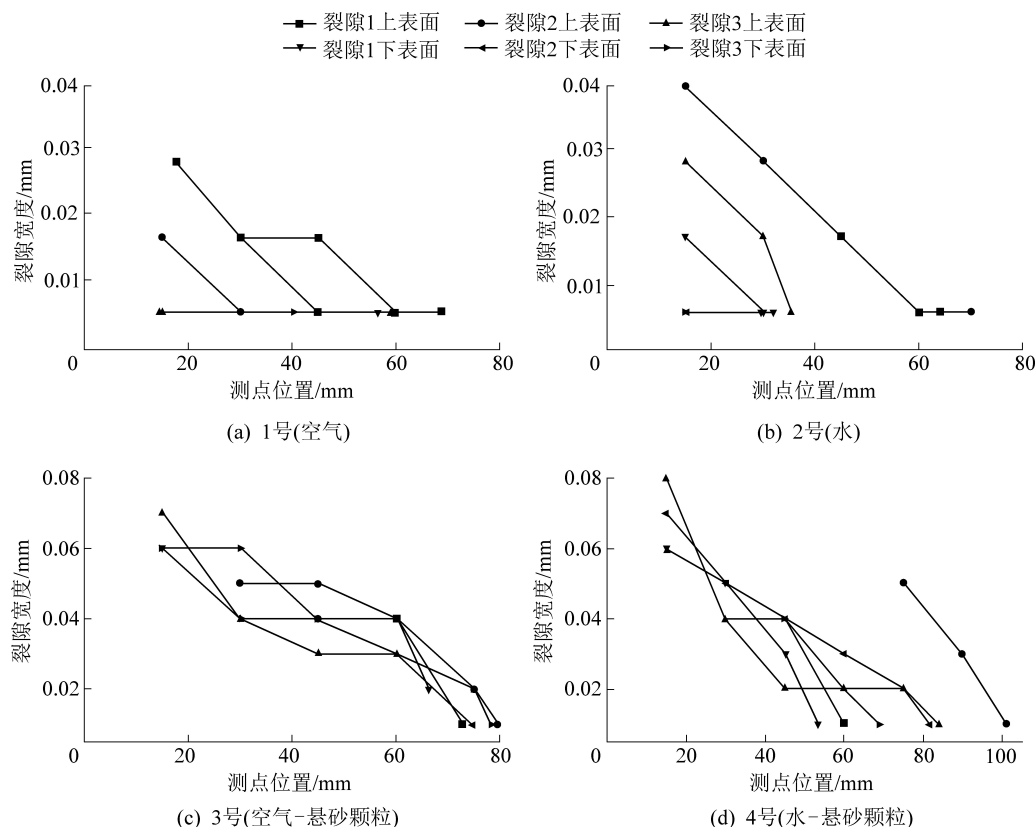 裂隙1上表面 裂隙2上表面 裂隙3上表面
裂隙1下表面 裂隙2下表面 裂隙3下表面
0.04
0.03
0.02
0.01
0
20
40
60
80
裂隙宽度/mm
测点位置/mm
(a) 1号(空气)
0.04
0.03
0.02
0.01
0
20
40
60
80
裂隙宽度/mm
测点位置/mm
(b) 2号(水)
0.08
0.06
0.04
0.02
0
20
40
60
80
裂隙宽度/mm
测点位置/mm
(c) 3号(空气-悬砂颗粒)
0.08
0.06
0.04
0.02
0
20
40
60
80
100
裂隙宽度/mm
测点位置/mm
(d) 4号(水-悬砂颗粒)